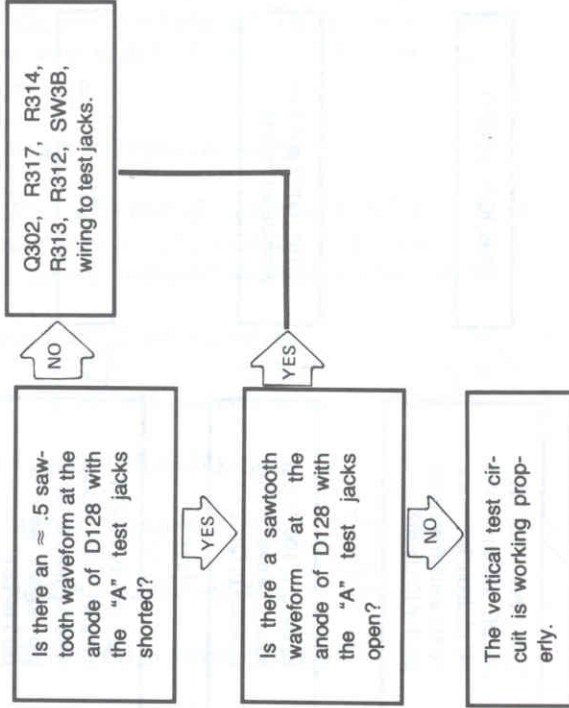 Is there an ≈ .5 saw-
tooth waveform at the
anode of D128 with
the "A" test jacks
shorted?
NO
Q302, R317, R314,
R313, R312, SW3B,
wiring to test jacks.
YES
Is there a sawtooth
waveform at the
anode of D128 with
the "A" test jacks
open?
YES
NO
The vertical test cir-
cuit is working prop-
erly.